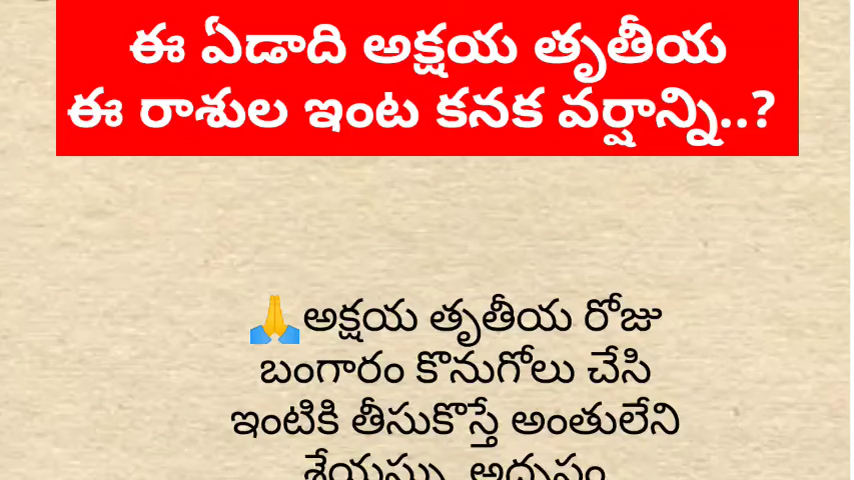 ఈ ఏడాది అక్షయ తృతీయ
ఈ రాశుల ఇంట కనక వర్షాన్ని..?
🙏అక్షయ తృతీయ రోజు
బంగారం కొనుగోలు చేసి
ఇంటికి తీసుకొస్తే అంతులేని